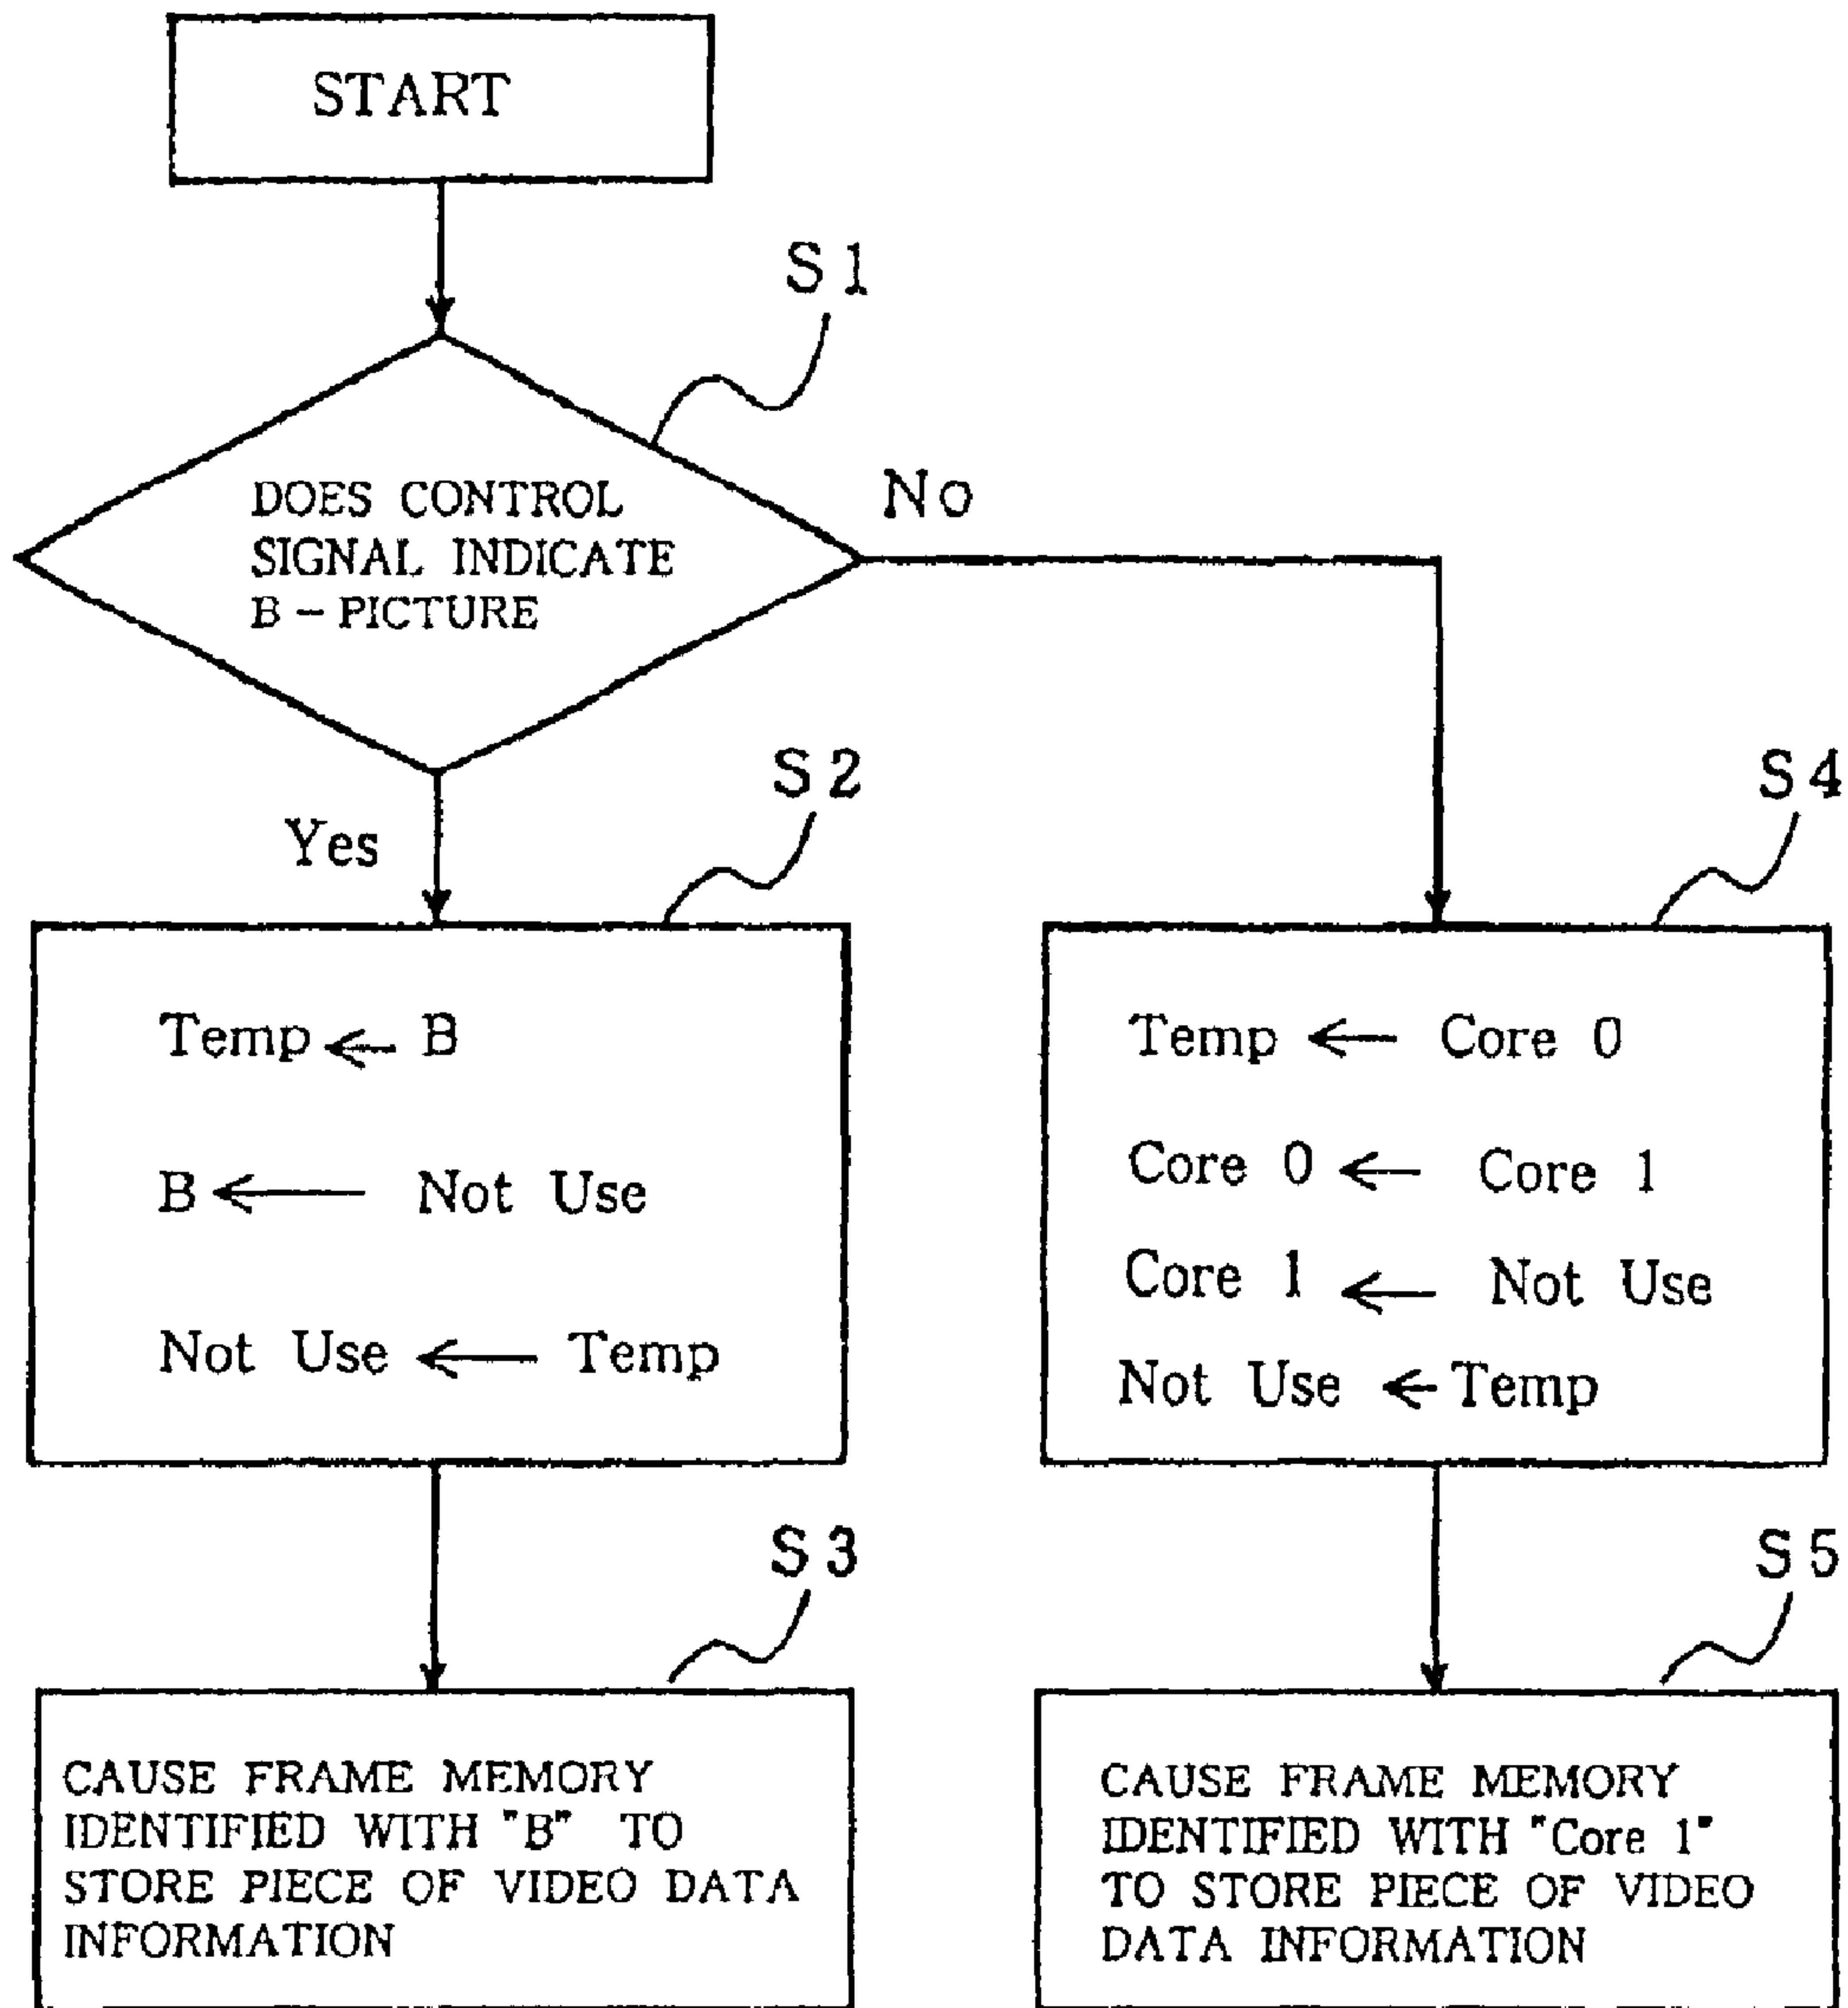 START
S1
DOES CONTROL
SIGNAL INDICATE
B - PICTURE
No
Yes
S2
Temp ← B
B ← Not Use
Not Use ← Temp
S3
CAUSE FRAME MEMORY
IDENTIFIED WITH "B" TO
STORE PIECE OF VIDEO DATA
INFORMATION
S4
Temp ← Core 0
Core 0 ← Core 1
Core 1 ← Not Use
Not Use ← Temp
S5
CAUSE FRAME MEMORY
IDENTIFIED WITH "Core 1"
TO STORE PIECE OF VIDEO
DATA INFORMATION